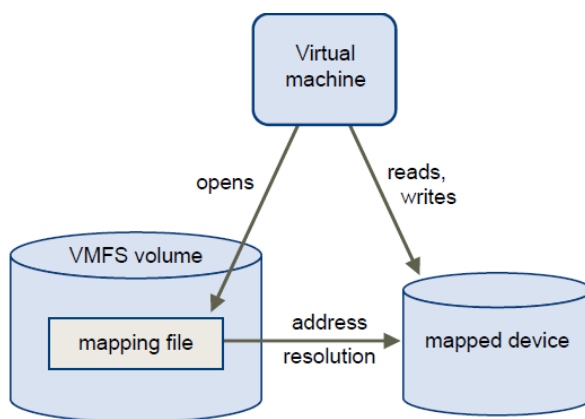 Virtual
machine
opens
reads,
writes
VMFS volume
mapping file
address
resolution
mapped device